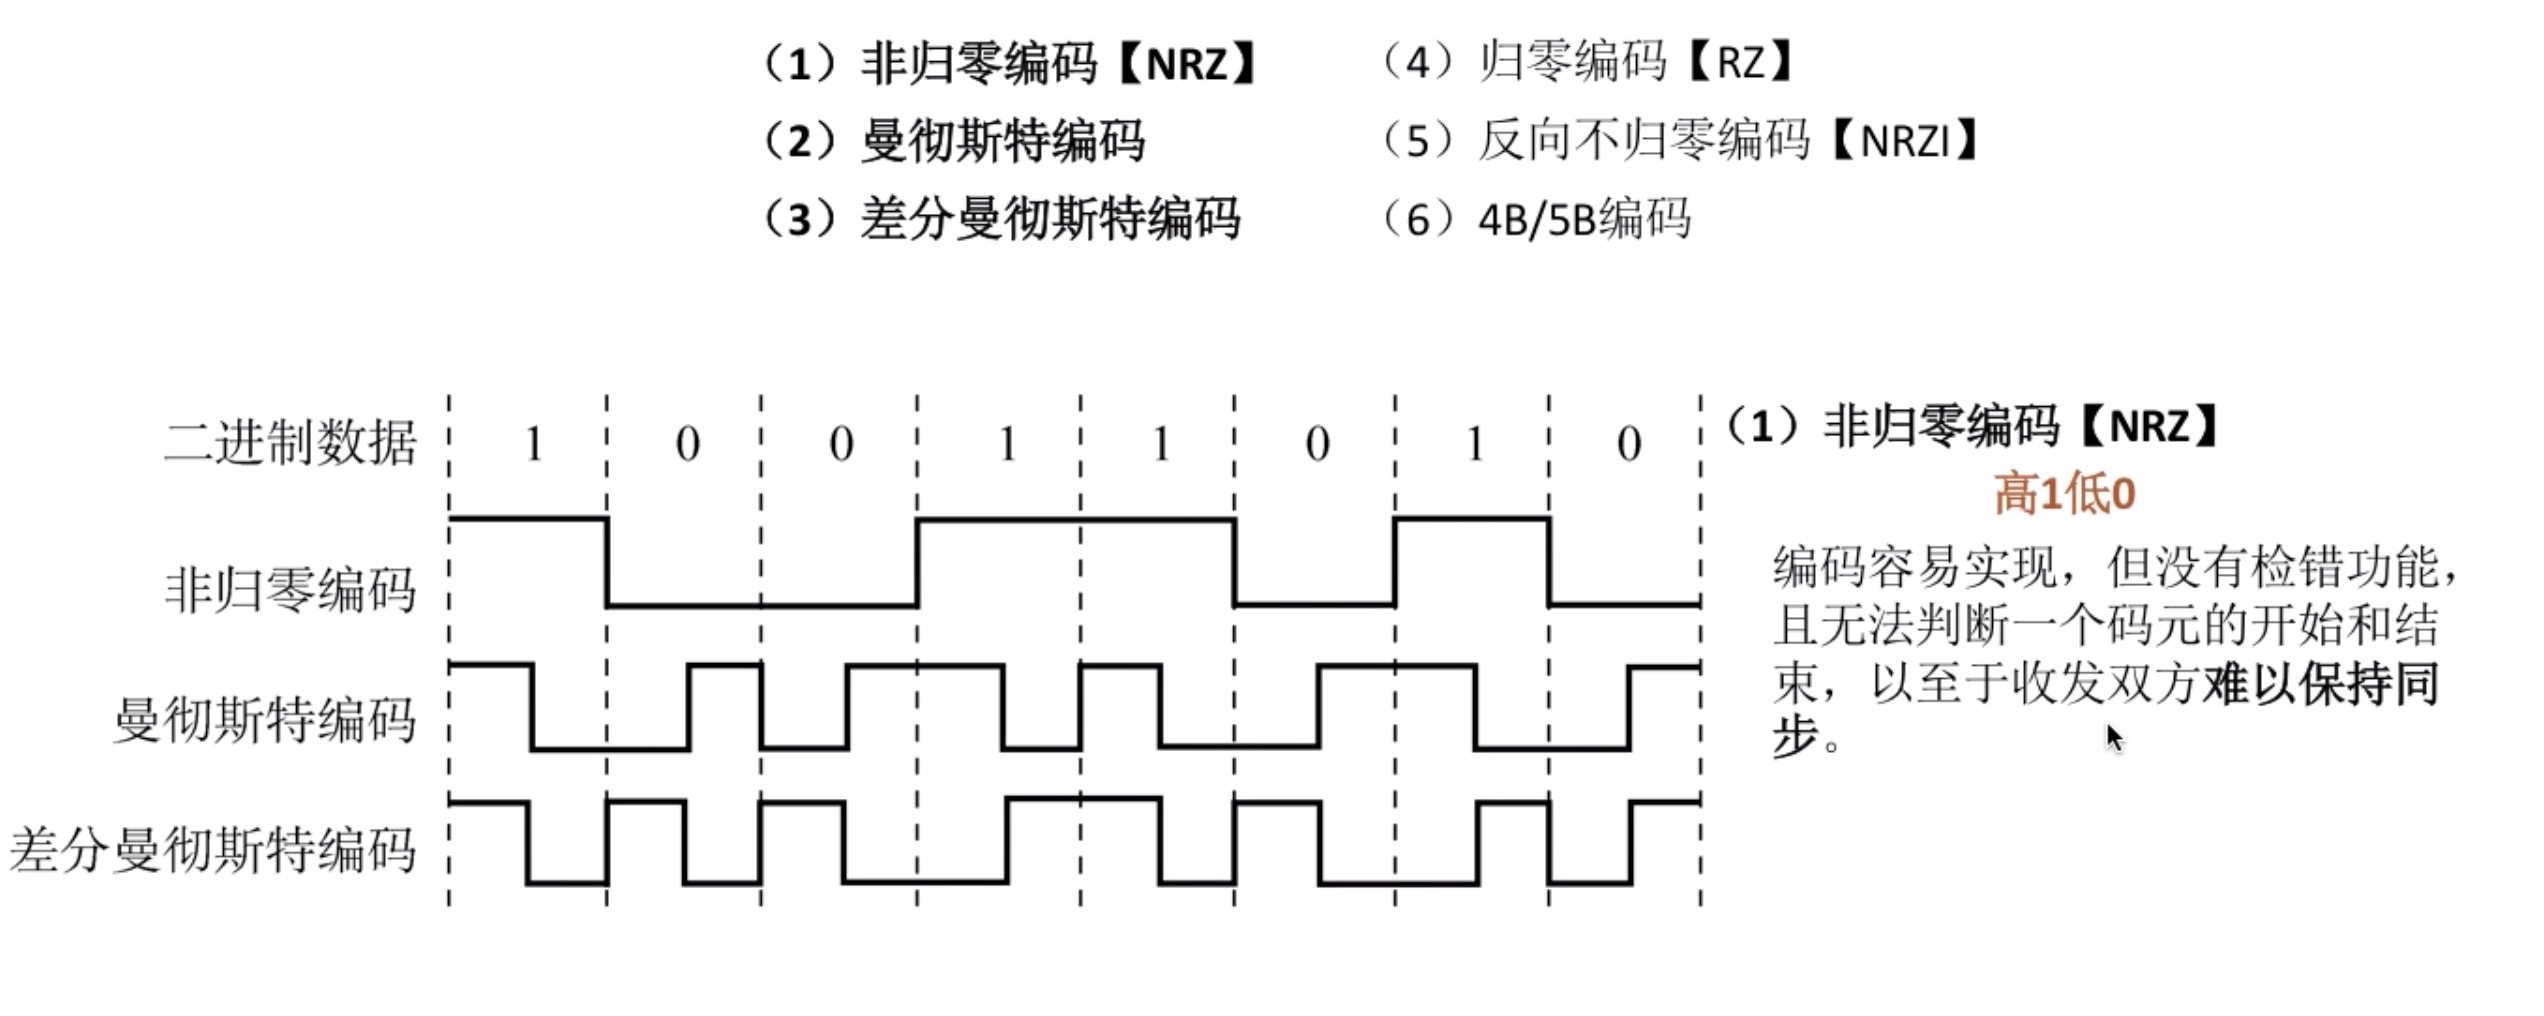 （1）非归零编码【NRZ】
（2）曼彻斯特编码
（3）差分曼彻斯特编码
（4）归零编码【RZ】
（5）反向不归零编码【NRZI】
（6）4B/5B编码
二进制数据 1 0 0 1 1 0 1 0
非归零编码
曼彻斯特编码
差分曼彻斯特编码
（1）非归零编码【NRZ】
高1低0
编码容易实现，但没有检错功能，
且无法判断一个码元的开始和结
束，以至于收发双方难以保持同
步。